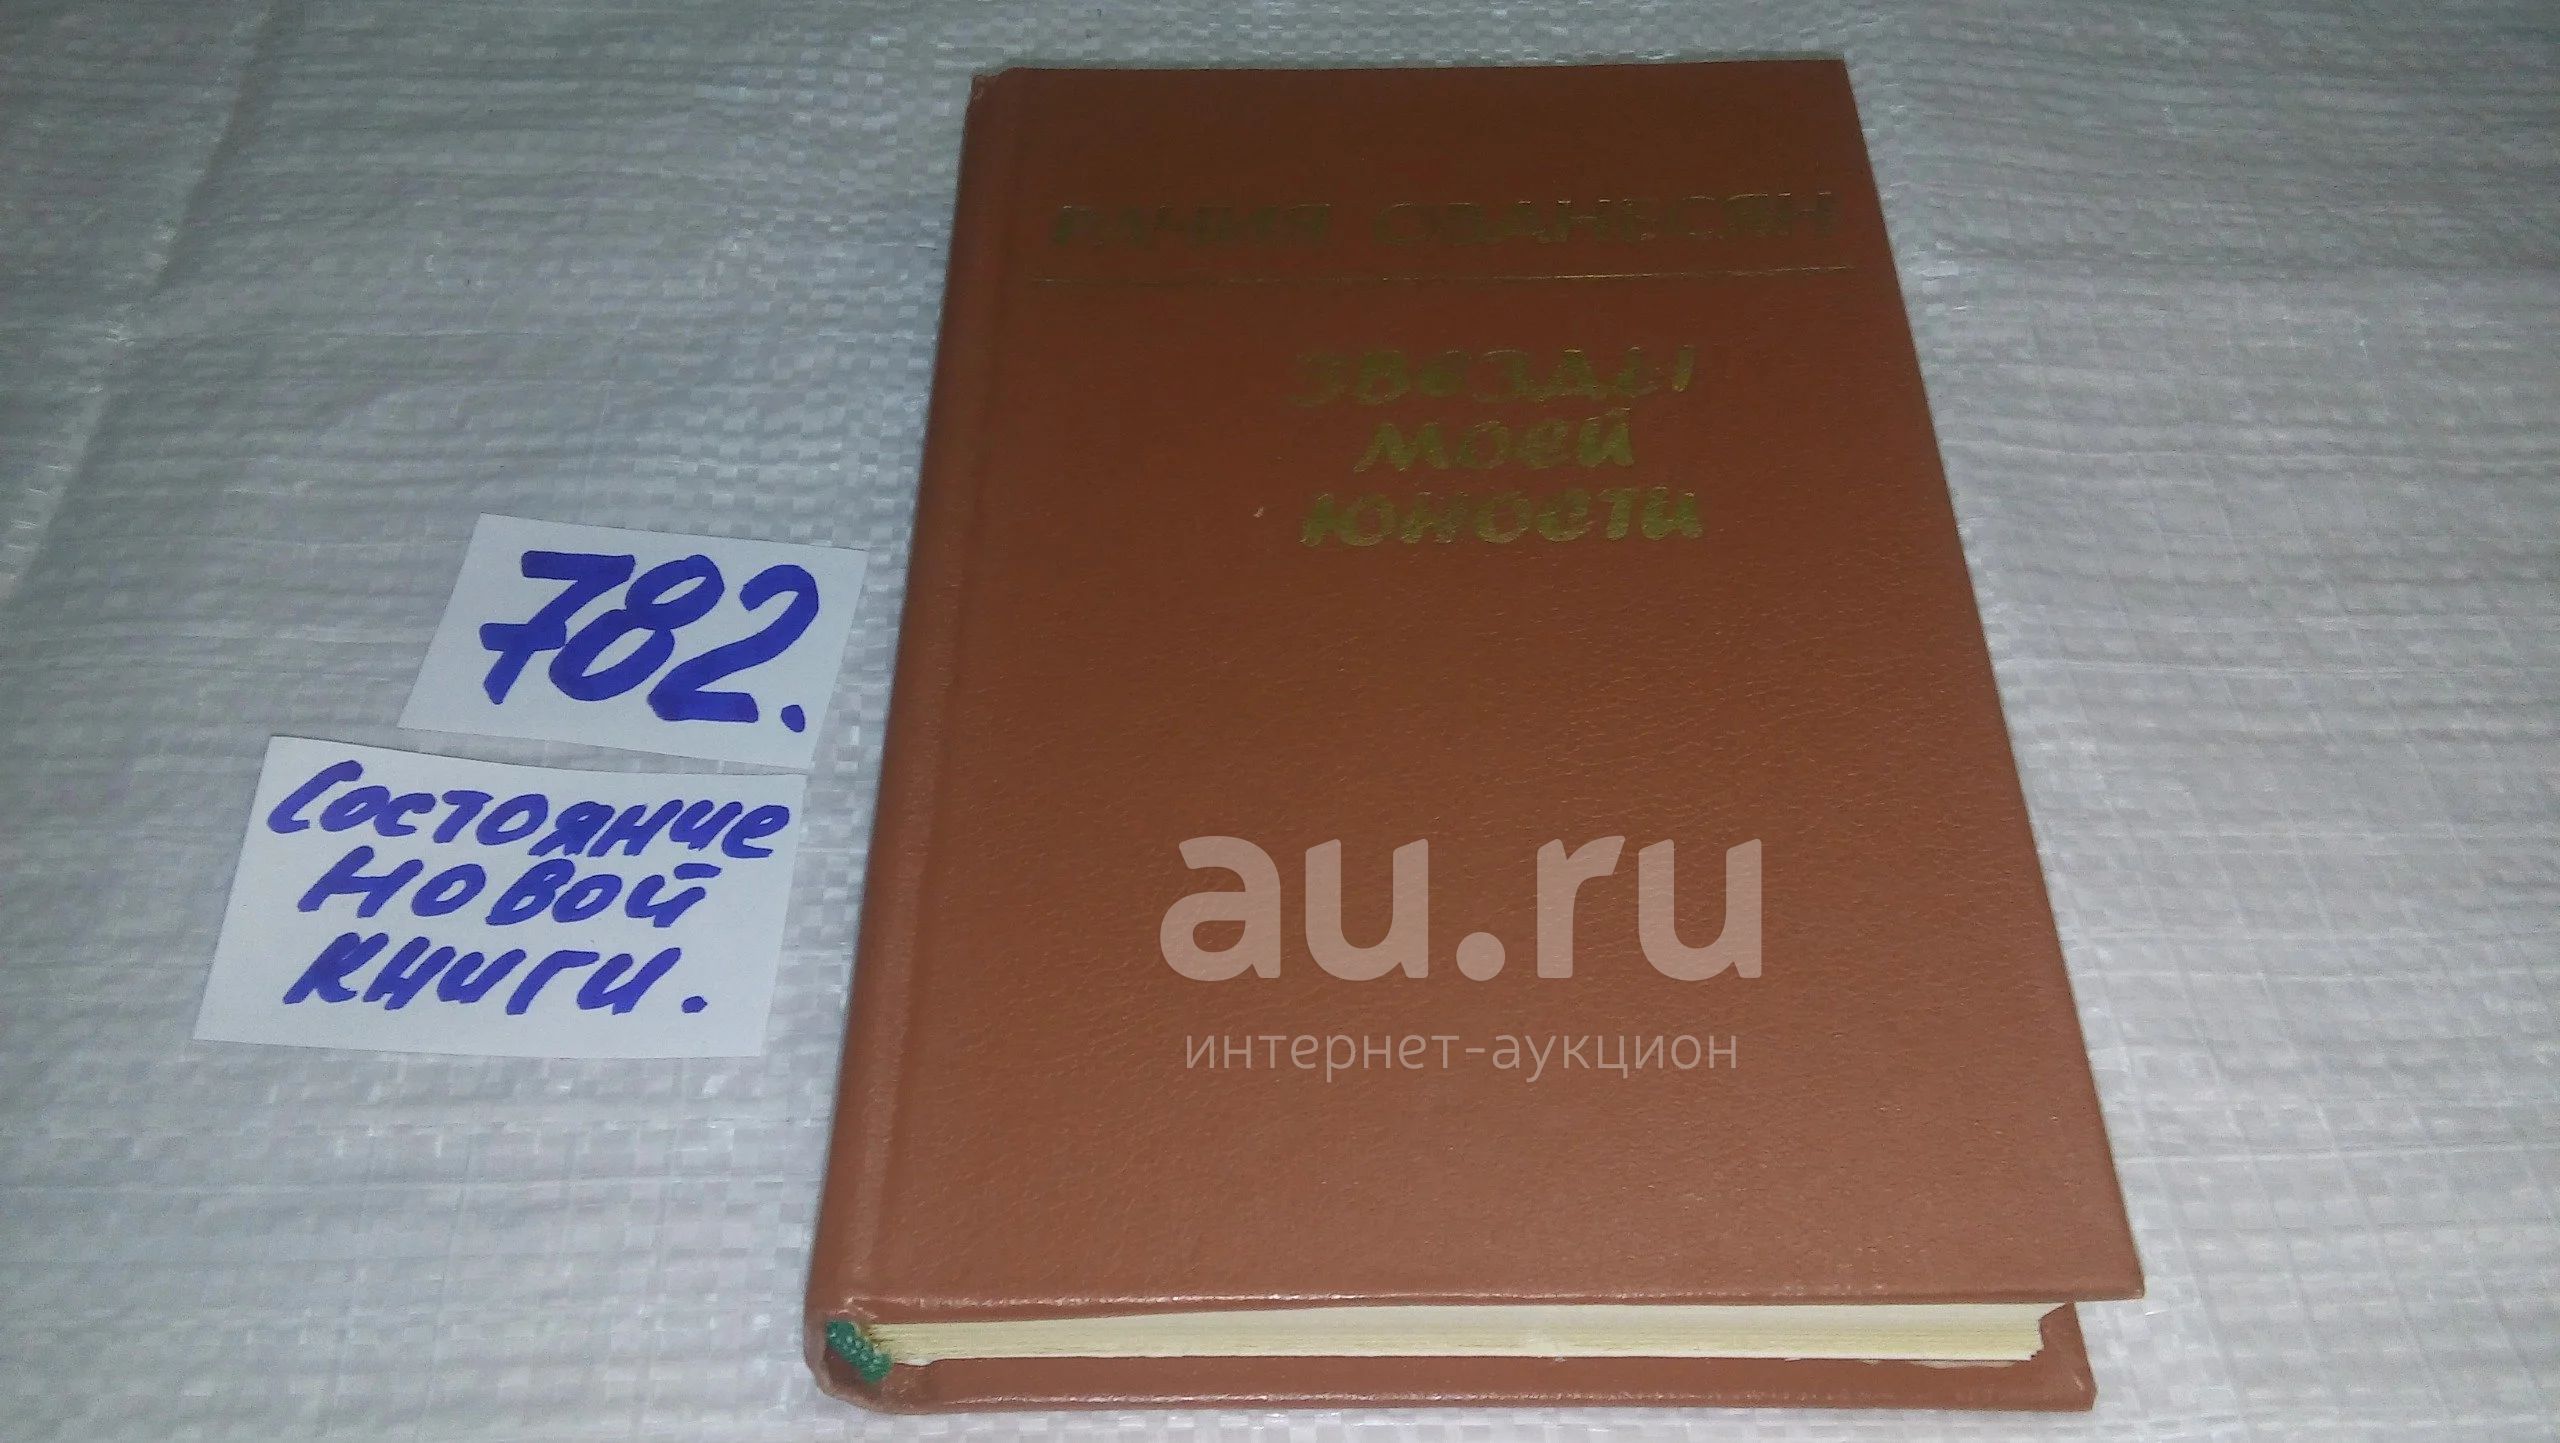 РАЧИЯ ОВАНЕСЯН
ЗВЕЗДЫ
МОЕЙ
ЮНОСТИ
782.
Состояние
новой
книги.
au.ru
интернет-аукцион